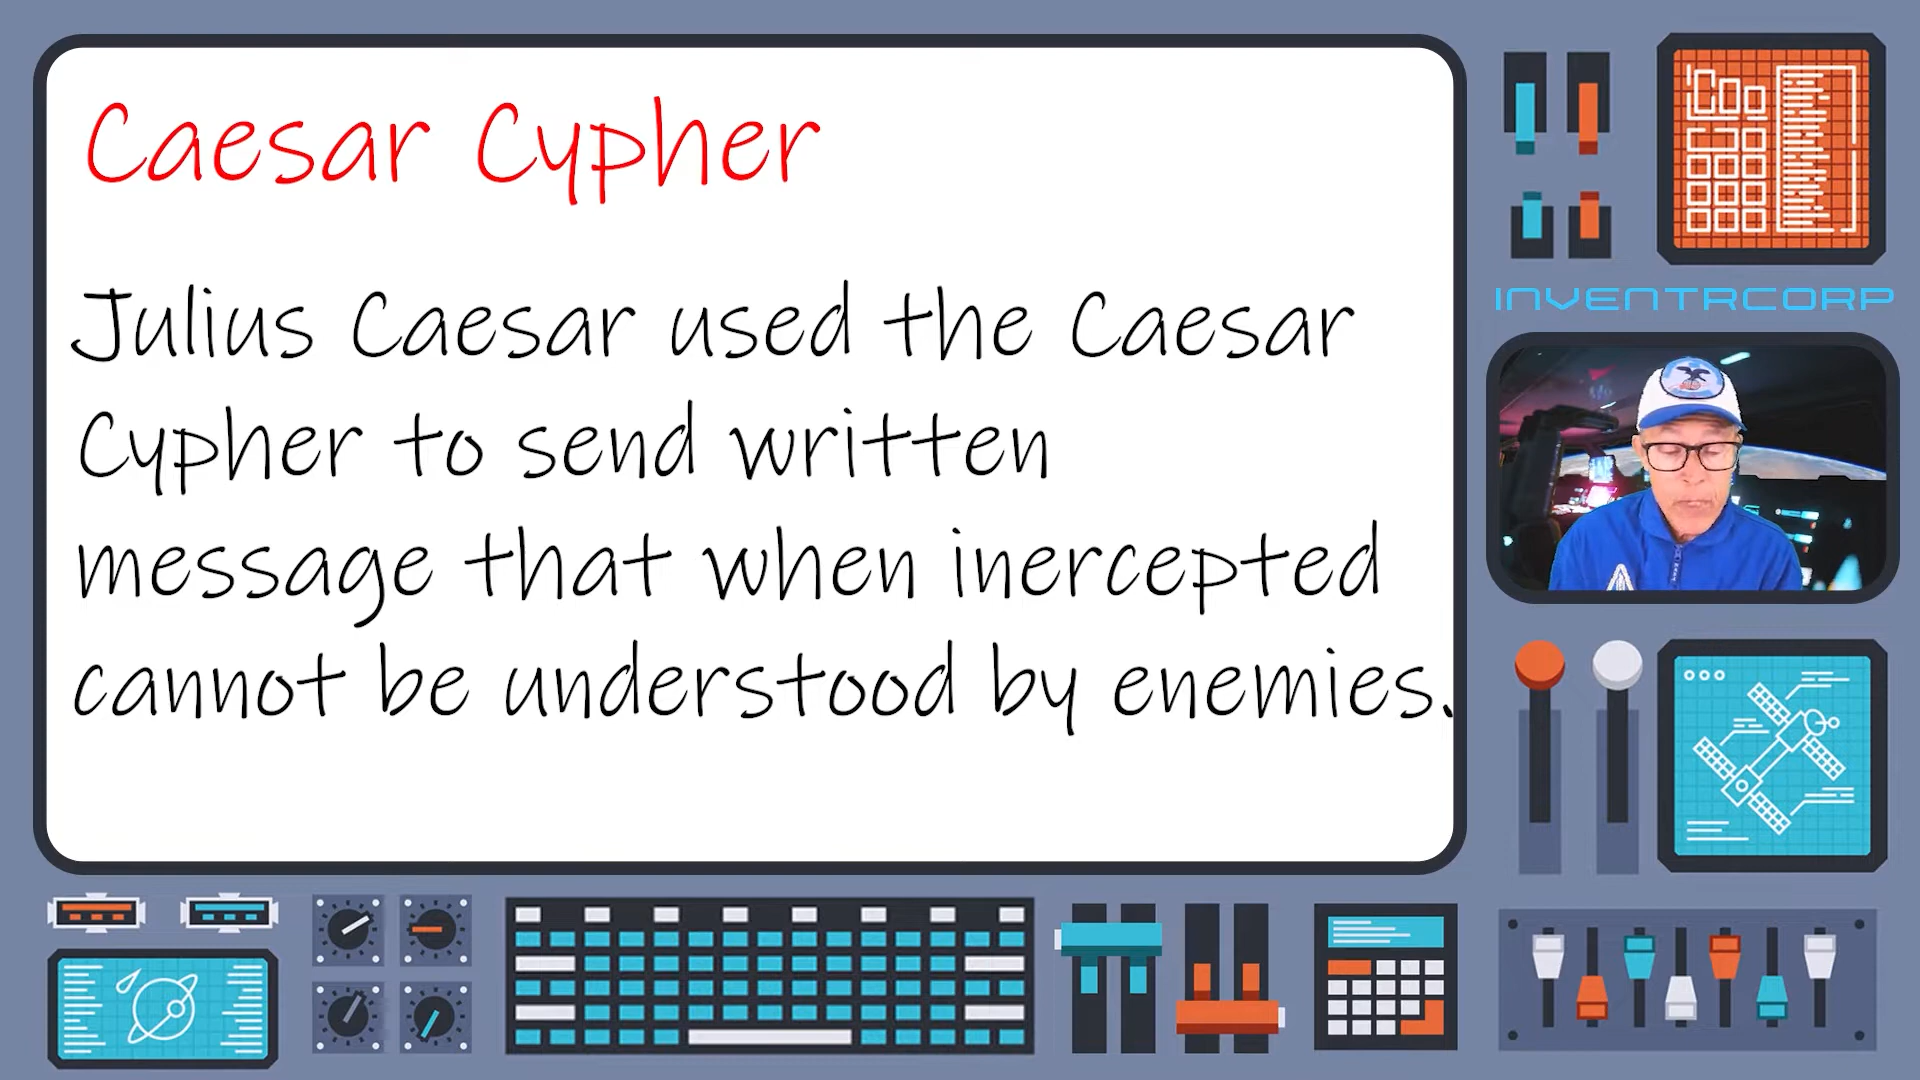 Caesar Cypher
Julius Caesar used the Caesar
Cypher to send written
message that when inercepted
cannot be understood by enemies.
INVENTRCORP